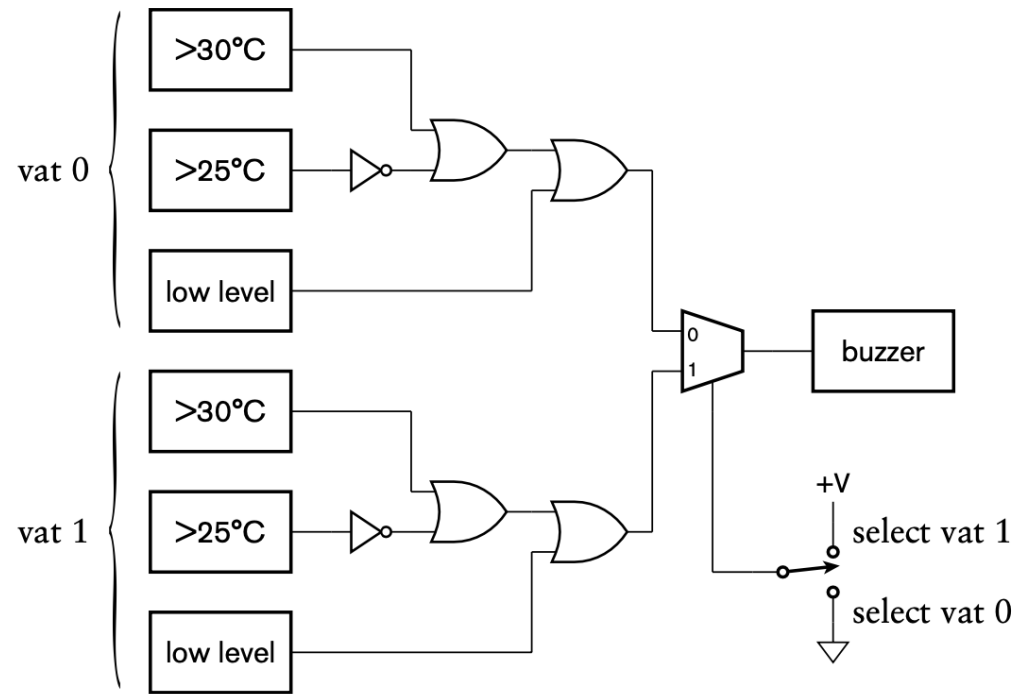 >30°C
vat 0
>25°C
low level
0
1
buzzer
>30°C
vat 1
>25°C
low level
+V
select vat 1
select vat 0